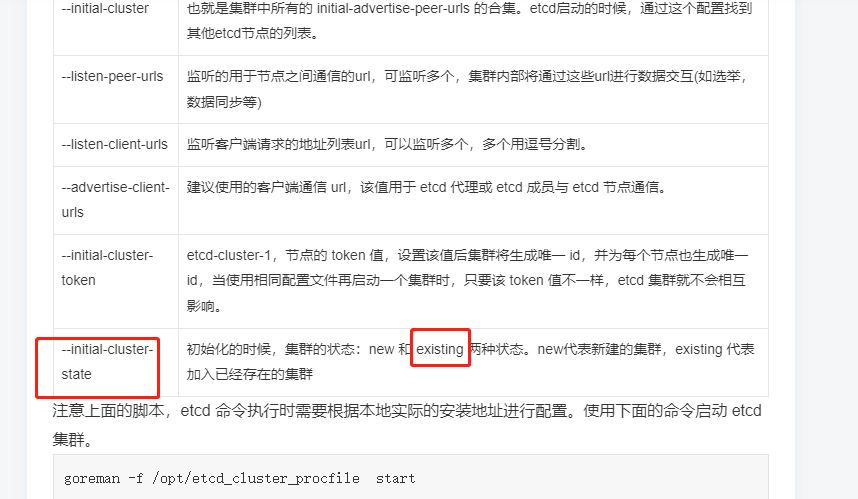 --initial-cluster
也就是集群中所有的 initial-advertise-peer-urls 的合集。etcd启动的时候，通过这个配置找到
其他etcd节点的列表。
--listen-peer-urls
监听的用于节点之间通信的url，可监听多个，集群内部将通过这些url进行数据交互(如选举，
数据同步等)
--listen-client-urls
监听客户端请求的地址列表url，可以监听多个，多个用逗号分割。
--advertise-client-
urls
建议使用的客户端通信 url，该值用于 etcd 代理或 etcd 成员与 etcd 节点通信。
--initial-cluster-
token
etcd-cluster-1，节点的 token 值，设置该值后集群将生成唯一 id，并为每个节点也生成唯一
id，当使用相同配置文件再启动一个集群时，只要该 token 值不一样，etcd 集群就不会相互
影响。
--initial-cluster-
state
初始化的时候，集群的状态：new 和 existing 两种状态。new代表新建的集群，existing 代表
加入已经存在的集群
注意上面的脚本，etcd 命令执行时需要根据本地实际的安装地址进行配置。使用下面的命令启动 etcd
集群。
goreman -f /opt/etcd_cluster_procfile  start